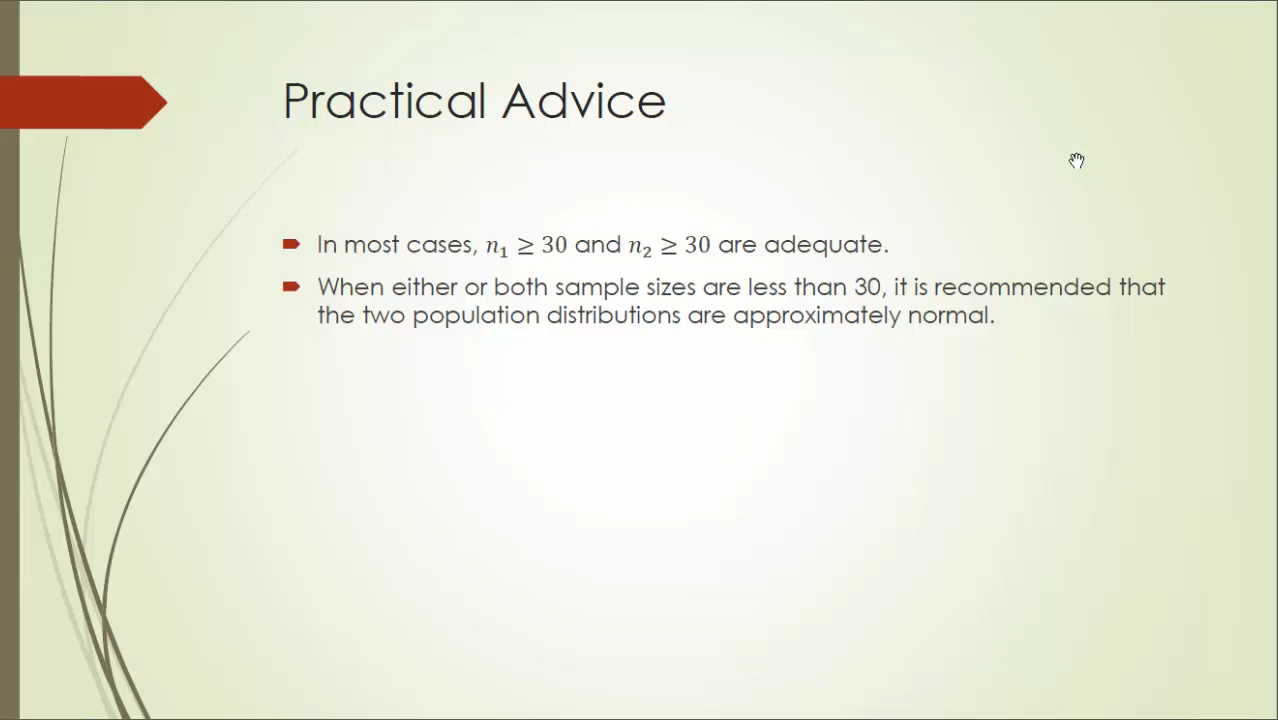 Practical Advice
In most cases, n₁ ≥ 30 and n₂ ≥ 30 are adequate.
When either or both sample sizes are less than 30, it is recommended that
the two population distributions are approximately normal.